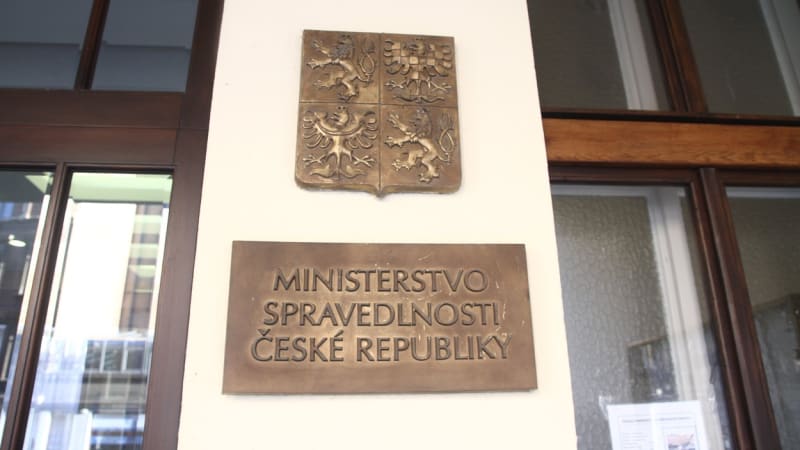 MINISTERSTVO
SPRAVEDLNOSTI
ČESKÉ REPUBLIKY